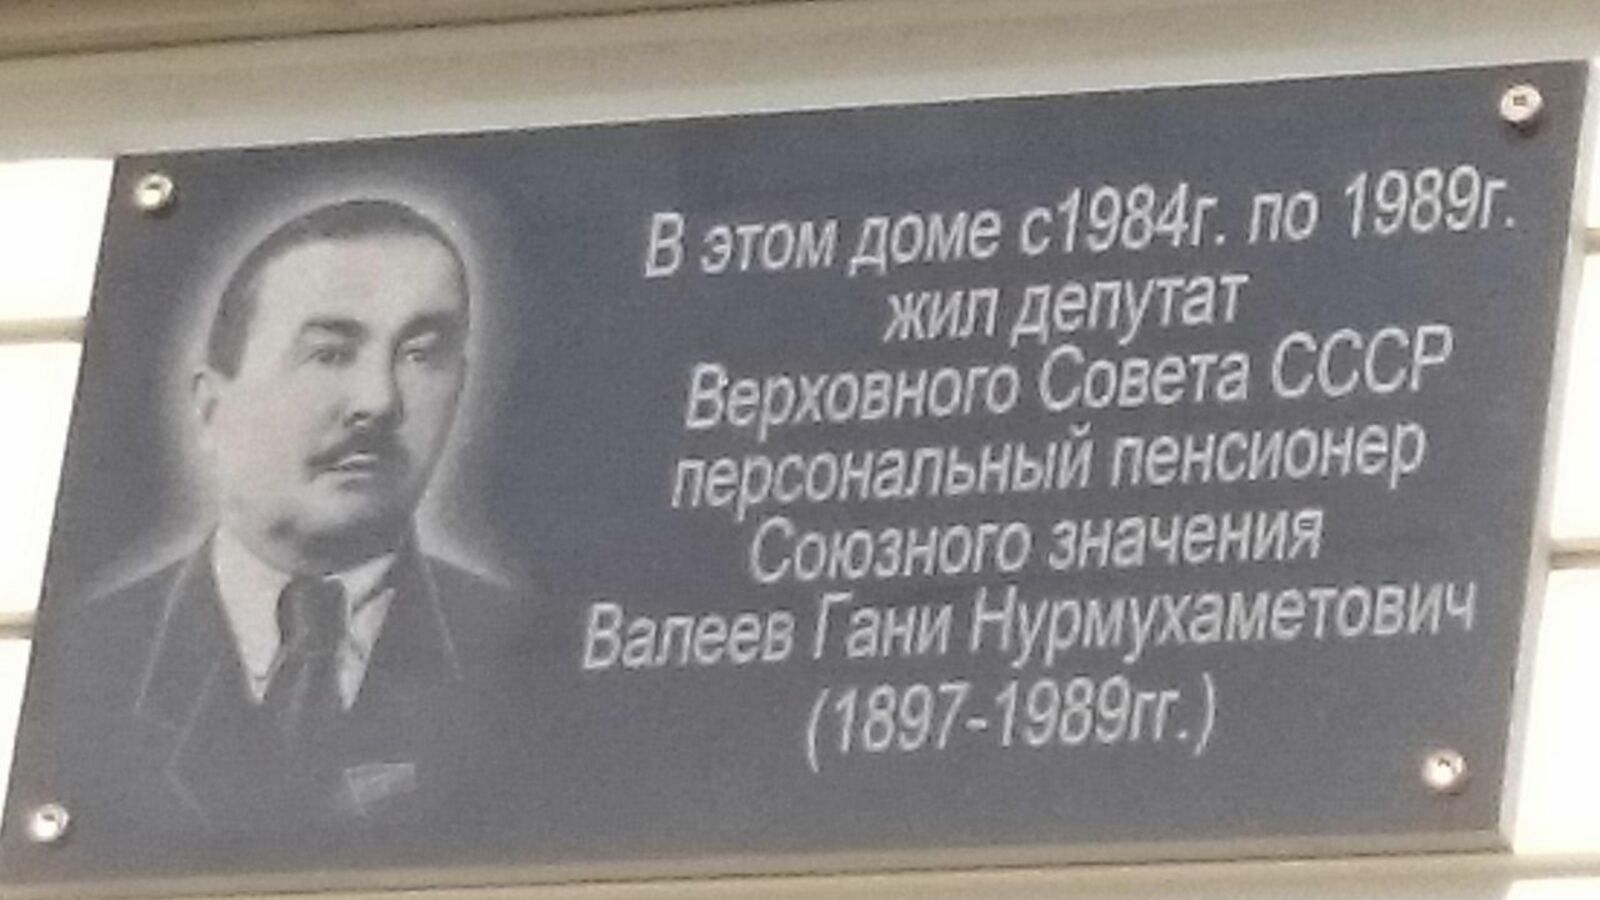 В этом доме с1984г. по 1989г.
жил депутат
Верховного Совета СССР
персональный пенсионер
Союзного значения
Валеев Гани Нурмухаметович
(1897-1989гг.)